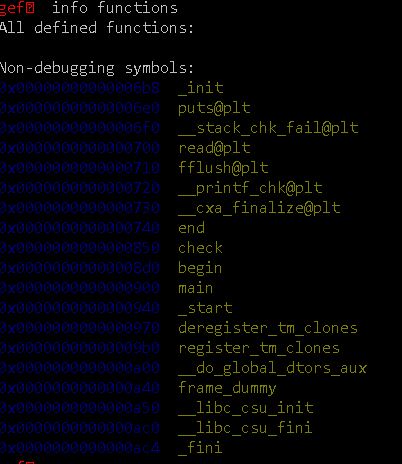 gef➤ info functions
All defined functions:
Non-debugging symbols:
0x00000000000006b8 _init
0x00000000000006e0 puts@plt
0x00000000000006f0 __stack_chk_fail@plt
0x0000000000000700 read@plt
0x0000000000000710 fflush@plt
0x0000000000000720 __printf_chk@plt
0x0000000000000730 __cxa_finalize@plt
0x0000000000000740 end
0x0000000000000850 check
0x00000000000008d0 begin
0x0000000000000900 main
0x0000000000000940 _start
0x0000000000000970 deregister_tm_clones
0x00000000000009b0 register_tm_clones
0x0000000000000a00 __do_global_dtors_aux
0x0000000000000a40 frame_dummy
0x0000000000000a50 __libc_csu_init
0x0000000000000ac0 __libc_csu_fini
0x0000000000000ac4 _fini